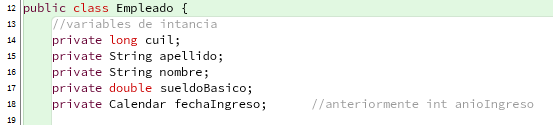 12 public class Empleado {
13 //variables de intancia
14 private long cuil;
15 private String apellido;
16 private String nombre;
17 private double sueldoBasico;
18 private Calendar fechaIngreso; //anteriormente int anioIngreso
19